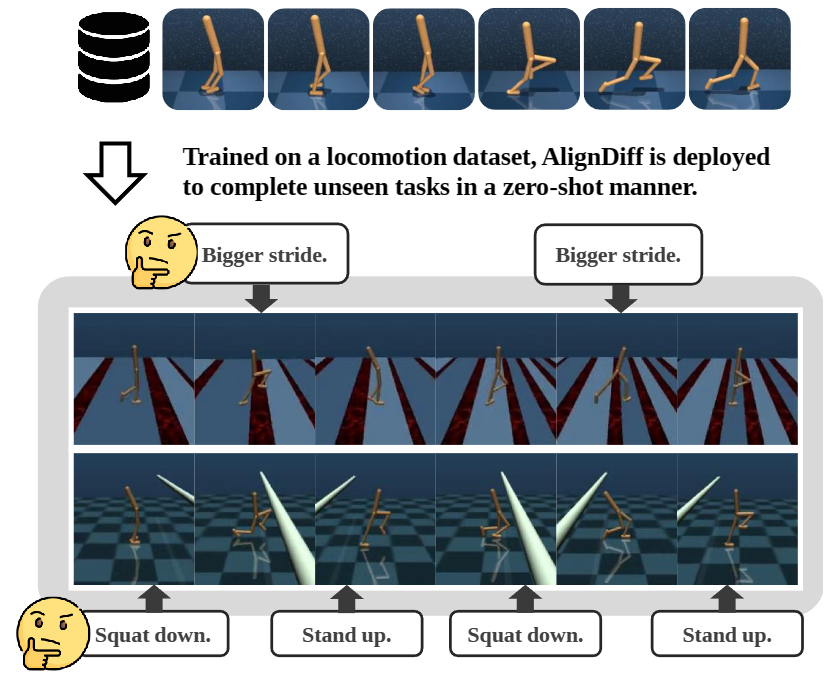 Trained on a locomotion dataset, AlignDiff is deployed
to complete unseen tasks in a zero-shot manner.
Bigger stride.
Bigger stride.
Squat down.
Stand up.
Squat down.
Stand up.